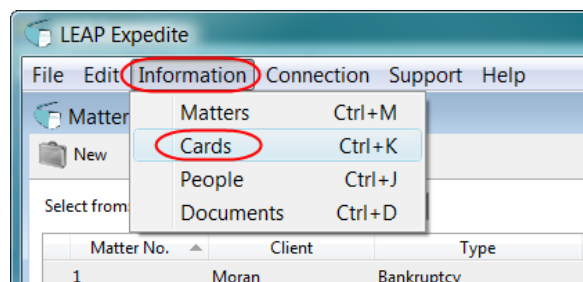 LEAP Expedite
File Edit Information Connection Support Help
Matter
Matters Ctrl+M
New
Cards Ctrl+K
People Ctrl+J
Select from:
Documents Ctrl+D
Matter No. Client Type
1 Moran Bankruptcy